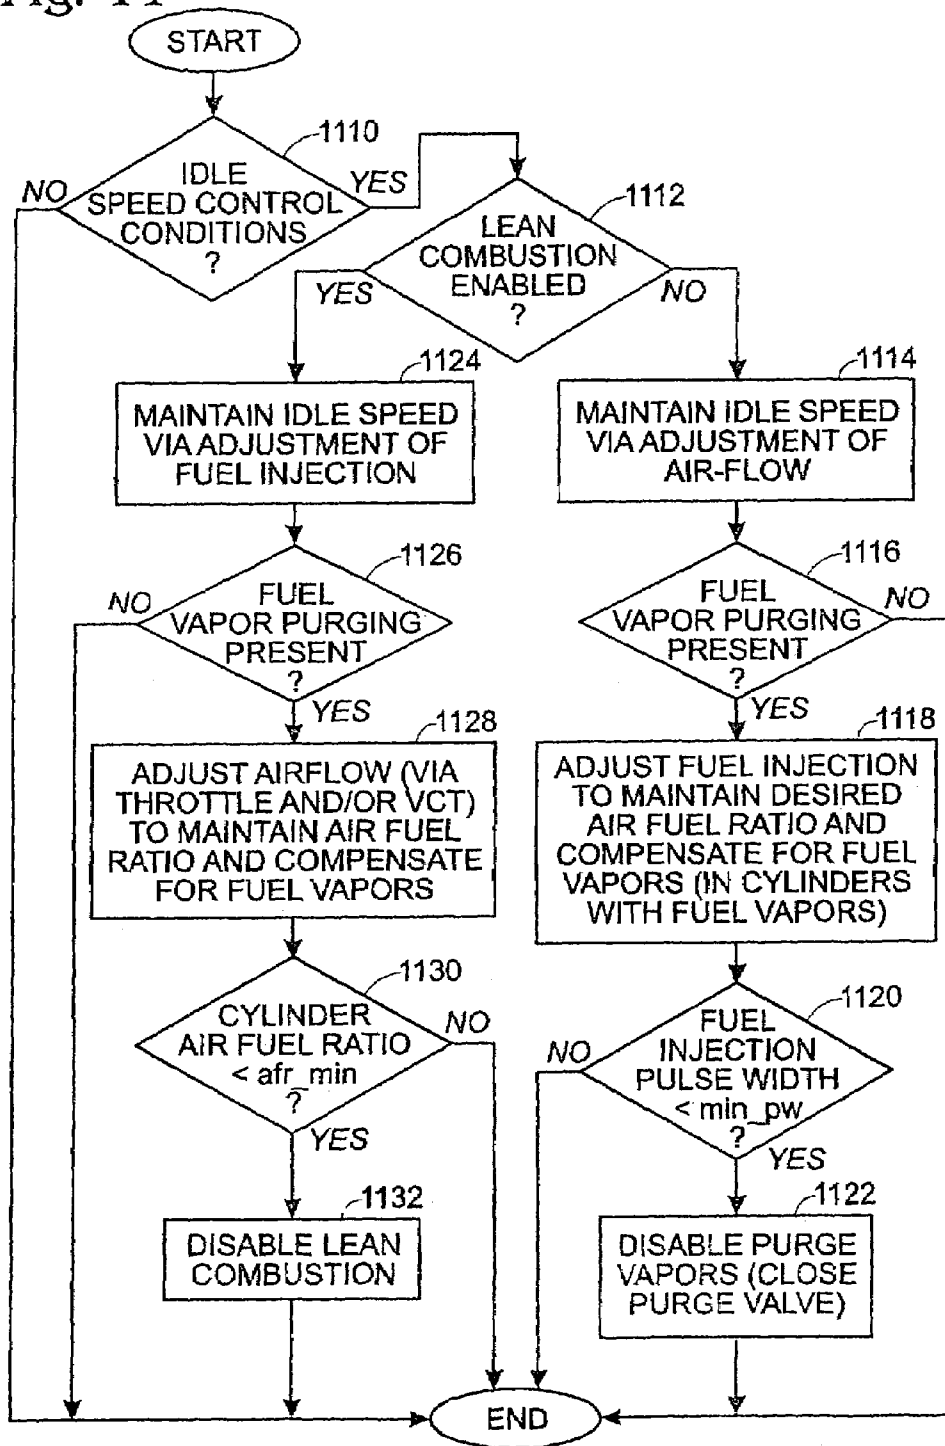 Fig. 11
START
1110
IDLE
SPEED CONTROL
CONDITIONS
?
NO
YES
1112
LEAN
COMBUSTION
ENABLED
?
YES
NO
1124
MAINTAIN IDLE SPEED
VIA ADJUSTMENT OF
FUEL INJECTION
1114
MAINTAIN IDLE SPEED
VIA ADJUSTMENT OF
AIR-FLOW
1126
FUEL
VAPOR PURGING
PRESENT
?
NO
YES
1116
FUEL
VAPOR PURGING
PRESENT
?
NO
YES
1128
ADJUST AIRFLOW (VIA
THROTTLE AND/OR VCT)
TO MAINTAIN AIR FUEL
RATIO AND COMPENSATE
FOR FUEL VAPORS
1118
ADJUST FUEL INJECTION
TO MAINTAIN DESIRED
AIR FUEL RATIO AND
COMPENSATE FOR FUEL
VAPORS (IN CYLINDERS
WITH FUEL VAPORS)
1130
CYLINDER
AIR FUEL RATIO
< afr_min
?
NO
YES
1120
FUEL
INJECTION
PULSE WIDTH
< min_pw
?
NO
YES
1132
DISABLE LEAN
COMBUSTION
1122
DISABLE PURGE
VAPORS (CLOSE
PURGE VALVE)
END